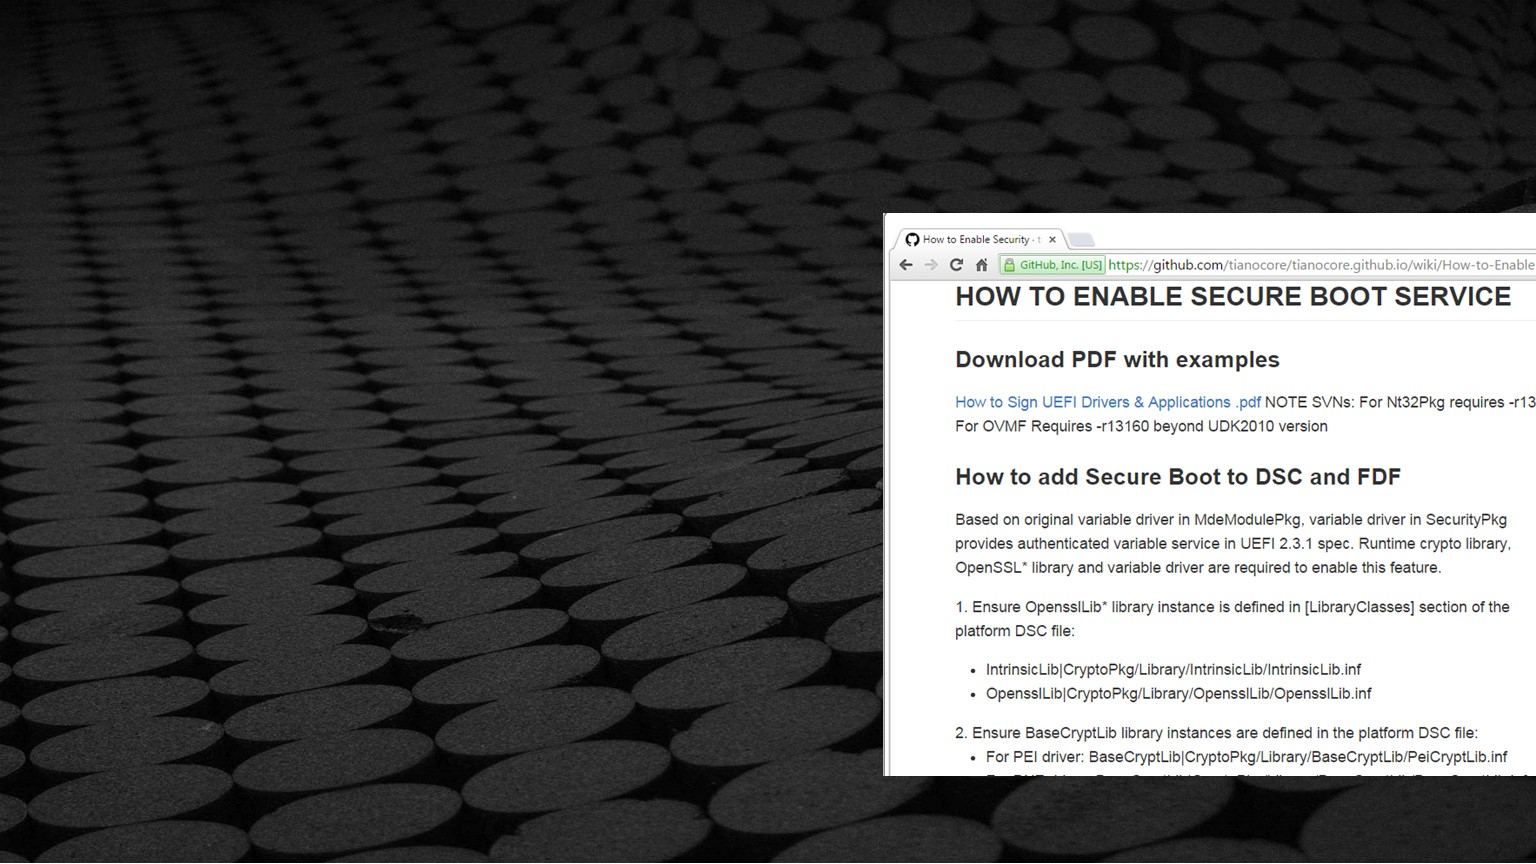 How to Enable Security · t
GitHub, Inc. [US] https://github.com/tianocore/tianocore.github.io/wiki/How-to-Enable
HOW TO ENABLE SECURE BOOT SERVICE
Download PDF with examples
How to Sign UEFI Drivers & Applications .pdf NOTE SVNs: For Nt32Pkg requires -r13
For OVMF Requires -r13160 beyond UDK2010 version
How to add Secure Boot to DSC and FDF
Based on original variable driver in MdeModulePkg, variable driver in SecurityPkg
provides authenticated variable service in UEFI 2.3.1 spec. Runtime crypto library,
OpenSSL* library and variable driver are required to enable this feature.
1. Ensure OpensslLib* library instance is defined in [LibraryClasses] section of the
platform DSC file:
• IntrinsicLib|CryptoPkg/Library/IntrinsicLib/IntrinsicLib.inf
• OpensslLib|CryptoPkg/Library/OpensslLib/OpensslLib.inf
2. Ensure BaseCryptLib library instances are defined in the platform DSC file:
• For PEI driver: BaseCryptLib|CryptoPkg/Library/BaseCryptLib/PeiCryptLib.inf